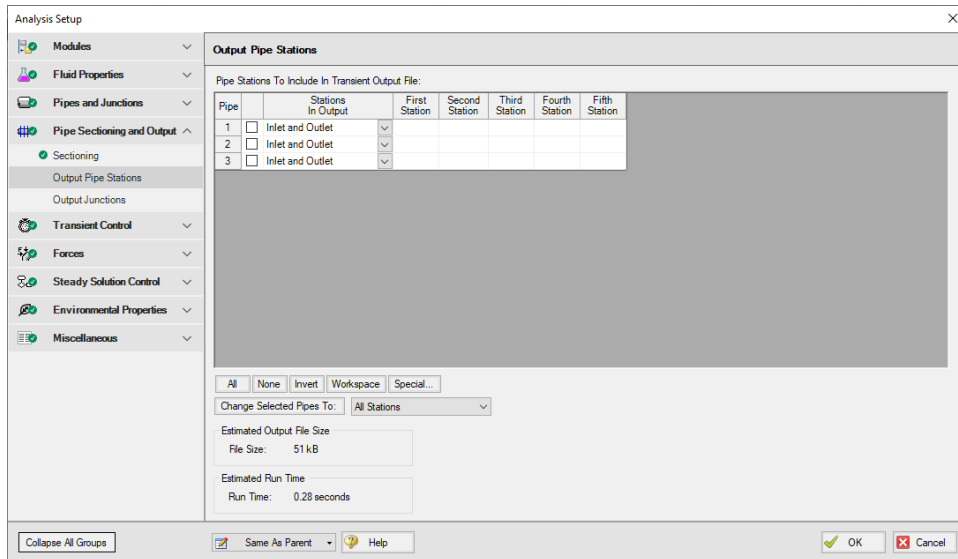 Analysis Setup
Modules
Fluid Properties
Pipes and Junctions
Pipe Sectioning and Output
Sectioning
Output Pipe Stations
Output Junctions
Transient Control
Forces
Steady Solution Control
Environmental Properties
Miscellaneous
Collapse All Groups
Output Pipe Stations
Pipe Stations To Include In Transient Output File:
Pipe Stations In Output First Station Second Station Third Station Fourth Station Fifth Station
1 Inlet and Outlet
2 Inlet and Outlet
3 Inlet and Outlet
All None Invert Workspace Special...
Change Selected Pipes To: All Stations
Estimated Output File Size
File Size: 51 kB
Estimated Run Time
Run Time: 0.28 seconds
Same As Parent Help OK Cancel